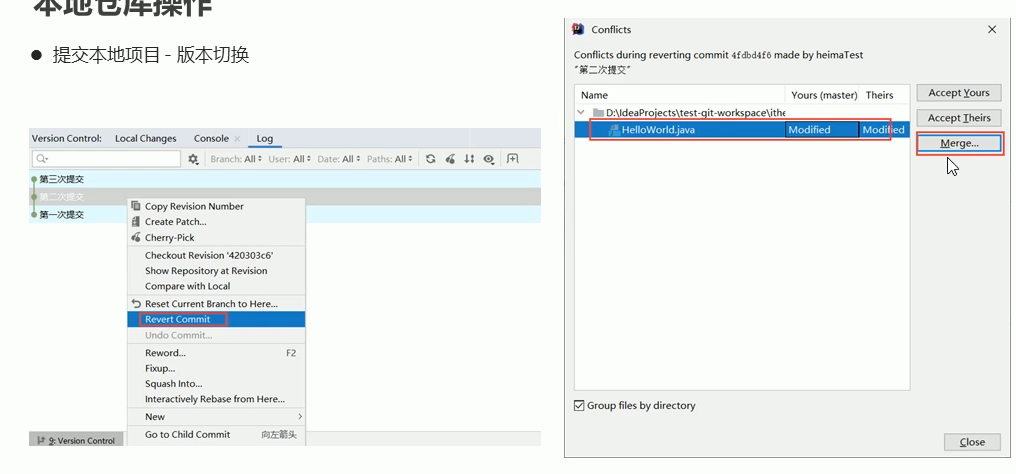 本地仓库操作
● 提交本地项目 - 版本切换
Version Control: Local Changes Console × Log
Branch: All User: All Date: All Paths: All
第三次提交
第二次提交
第一次提交
Copy Revision Number
Create Patch...
Cherry-Pick
Checkout Revision '420303c6'
Show Repository at Revision
Compare with Local
Reset Current Branch to Here...
Revert Commit
Undo Commit...
Reword... F2
Fixup...
Squash Into...
Interactively Rebase from Here...
New
Go to Child Commit 向左箭头
9: Version Control
Conflicts
Conflicts during reverting commit 4fdbd4f6 made by heimaTest
"第二次提交"
Name Yours (master) Theirs
D:\IdeaProjects\test-git-workspace\ithe
HelloWorld.java Modified Modified
Accept Yours
Accept Theirs
Merge...
Group files by directory
Close